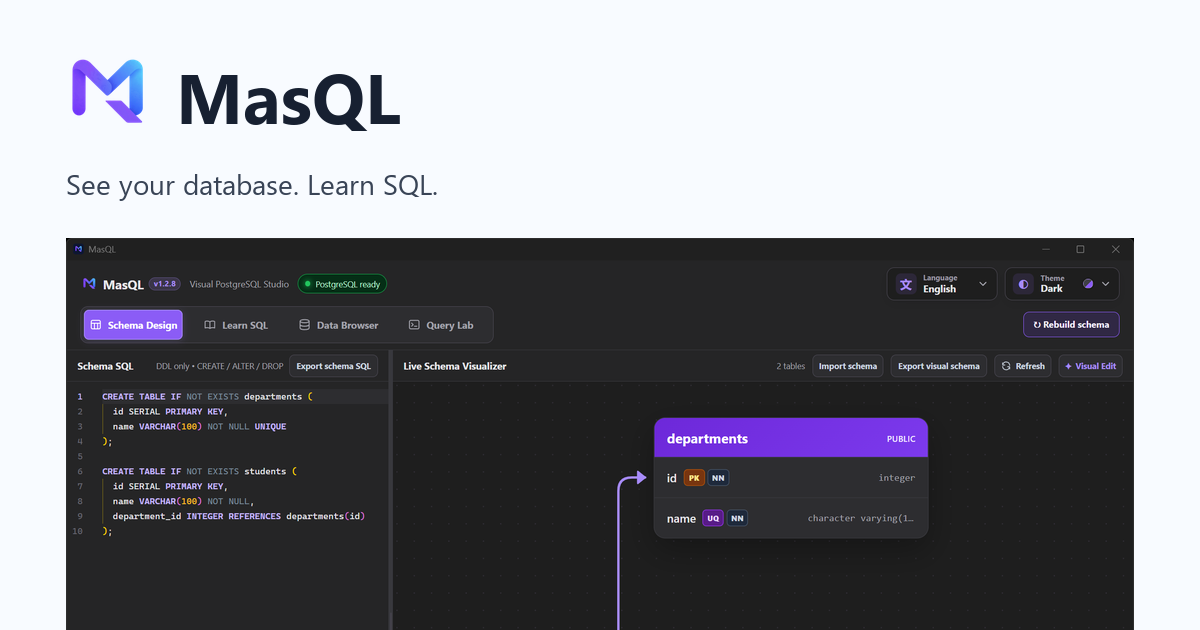 MasQL
See your database. Learn SQL.
MasQL
MasQL v1.2.8 Visual PostgreSQL Studio PostgreSQL ready
文 Language English
Theme Dark
Schema Design Learn SQL Data Browser Query Lab
↻ Rebuild schema
Schema SQL DDL only • CREATE / ALTER / DROP Export schema SQL
Live Schema Visualizer 2 tables Import schema Export visual schema Refresh Visual Edit
1 CREATE TABLE IF NOT EXISTS departments (
2 id SERIAL PRIMARY KEY,
3 name VARCHAR(100) NOT NULL UNIQUE
4 );
5
6 CREATE TABLE IF NOT EXISTS students (
7 id SERIAL PRIMARY KEY,
8 name VARCHAR(100) NOT NULL,
9 department_id INTEGER REFERENCES departments(id)
10 );
departments PUBLIC
id PK NN integer
name UQ NN character varying(1…